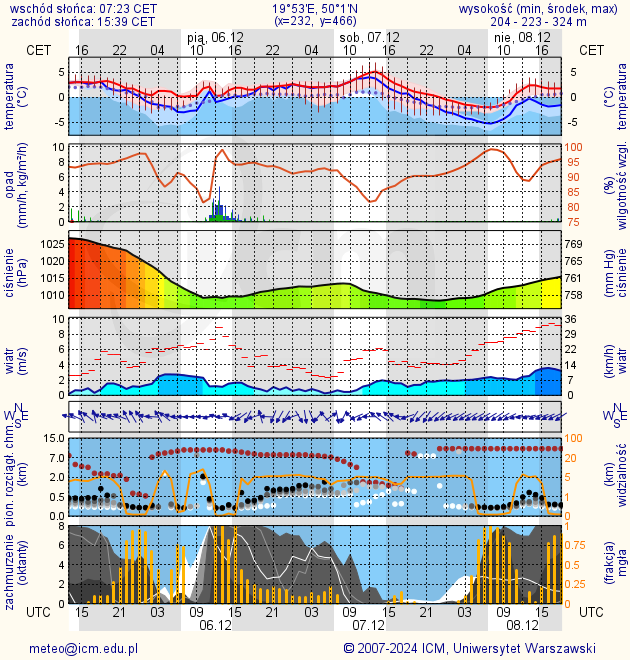 wschód słońca: 07:23 CET
zachód słońca: 15:39 CET
19°53'E, 50°1'N
(x=232, y=466)
wysokość (min, środek, max)
204 - 223 - 324 m
pią, 06.12 sob, 07.12 nie, 08.12
CET 16 22 04 10 16 22 04 10 16 22 04 10 16 CET
temperatura (°C)
5 0 -5
5 0 -5
(°C) temperatura
opad (mm/h, kg/m²/h)
10 8 6 4 2 0
100 95 90 85 80 75
(%) wilgotność wzgl.
ciśnienie (hPa)
1025 1020 1015 1010
769 765 761 758
(mm Hg) ciśnienie
wiatr (m/s)
10 8 6 4 2 0
36 29 22 14 7 0
(km/h) wiatr
N W E S
N W E S
pion. rozciągł. chm. (km)
15.0 7.0 2.0 0.5 0.0
100 20 5 1 0
(km) widzialność
zachmurzenie (oktanty)
8 6 4 2 0
1 0.75 0.5 0.25 0
(frakcja) mgła
UTC 15 21 03 09 15 21 03 09 15 21 03 09 15 UTC
06.12 07.12 08.12
meteo@icm.edu.pl
© 2007-2024 ICM, Uniwersytet Warszawski